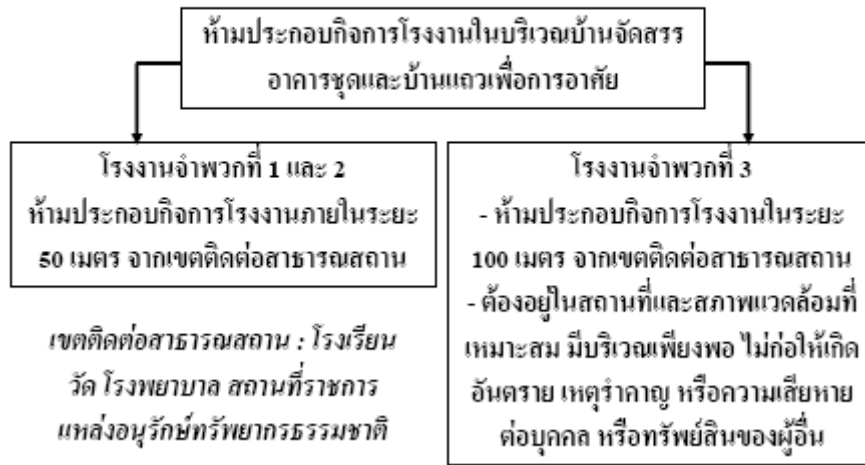 ห้ามประกอบกิจการโรงงานในบริเวณบ้านจัดสรร
อาคารชุดและบ้านแถวเพื่อการอาศัย
โรงงานจำพวกที่ 1 และ 2
ห้ามประกอบกิจการโรงงานภายในระยะ
50 เมตร จากเขตติดต่อสาธารณสถาน
เขตติดต่อสาธารณสถาน : โรงเรียน
วัด โรงพยาบาล สถานที่ราชการ
แหล่งอนุรักษ์ทรัพยากรธรรมชาติ
โรงงานจำพวกที่ 3
- ห้ามประกอบกิจการโรงงานในระยะ
100 เมตร จากเขตติดต่อสาธารณสถาน
- ต้องอยู่ในสถานที่และสภาพแวดล้อมที่
เหมาะสม มีบริเวณเพียงพอ ไม่ก่อให้เกิด
อันตราย เหตุรำคาญ หรือความเสียหาย
ต่อบุคคล หรือทรัพย์สินของผู้อื่น